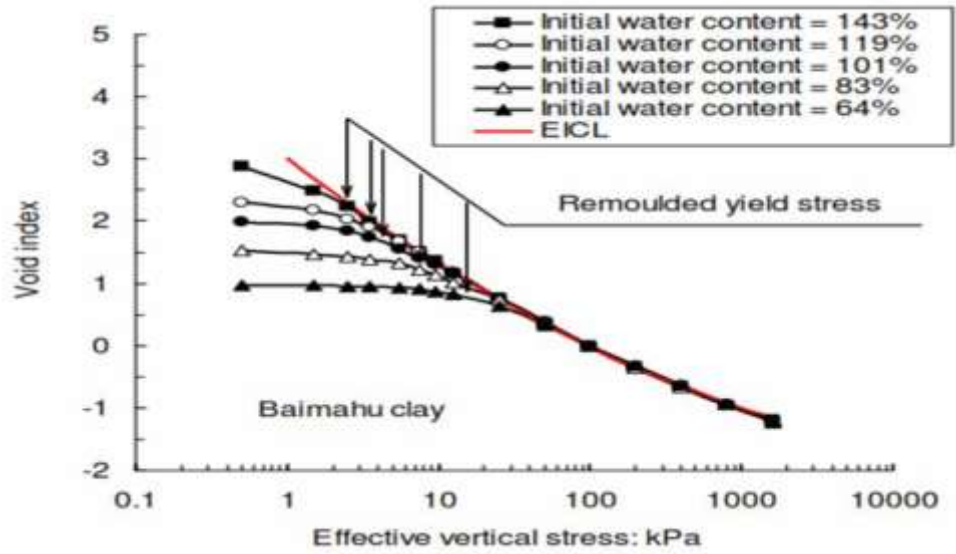 Initial water content = 143%
Initial water content = 119%
Initial water content = 101%
Initial water content = 83%
Initial water content = 64%
EICL
5
4
3
2
1
0
-1
-2
Void index
Remoulded yield stress
Baimahu clay
0.1 1 10 100 1000 10000
Effective vertical stress: kPa